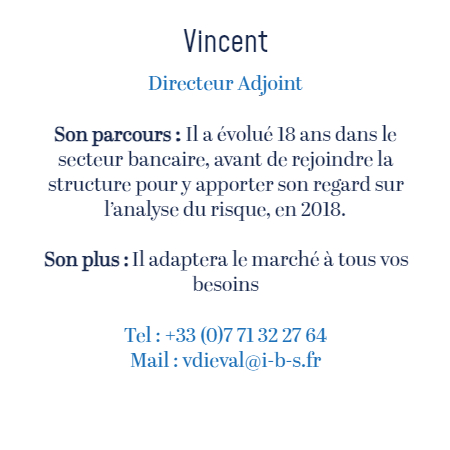 Vincent
Directeur Adjoint
Son parcours : Il a évolué 18 ans dans le
secteur bancaire, avant de rejoindre la
structure pour y apporter son regard sur
l'analyse du risque, en 2018.
Son plus : Il adaptera le marché à tous vos
besoins
Tel : +33 (0)7 71 32 27 64
Mail : vdieval@i-b-s.fr